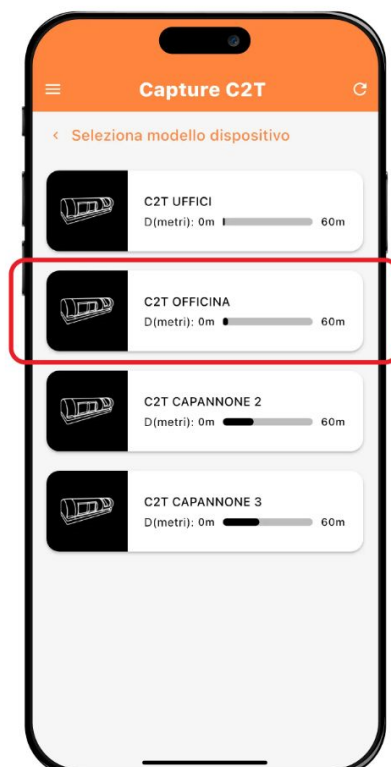 Capture C2T
< Seleziona modello dispositivo
C2T UFFICI
D(metri): 0m 60m
C2T OFFICINA
D(metri): 0m 60m
C2T CAPANNONE 2
D(metri): 0m 60m
C2T CAPANNONE 3
D(metri): 0m 60m